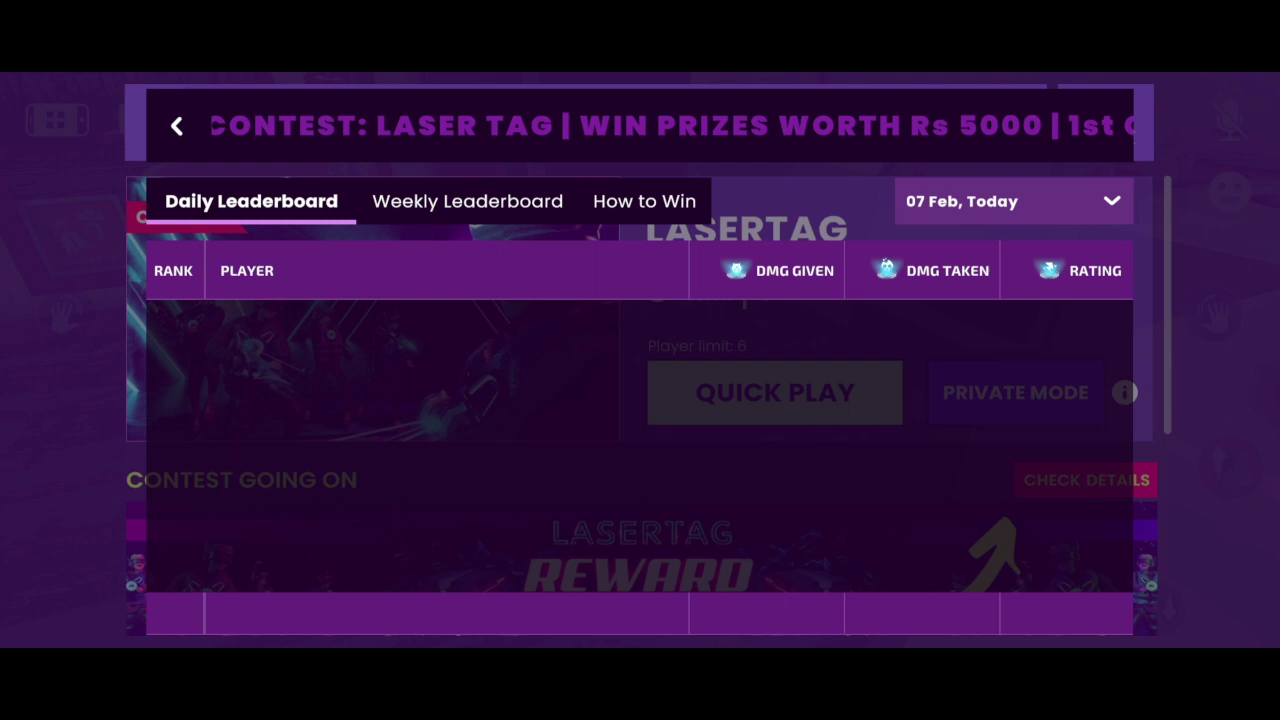 CONTEST: LASER TAG | WIN PRIZES WORTH Rs 5000 | 1st
Daily Leaderboard Weekly Leaderboard How to Win 07 Feb, Today
LASERTAG
RANK PLAYER DMG GIVEN DMG TAKEN RATING
Player limit: 6
QUICK PLAY PRIVATE MODE
CONTEST GOING ON CHECK DETAILS
LASERTAG
REWARD